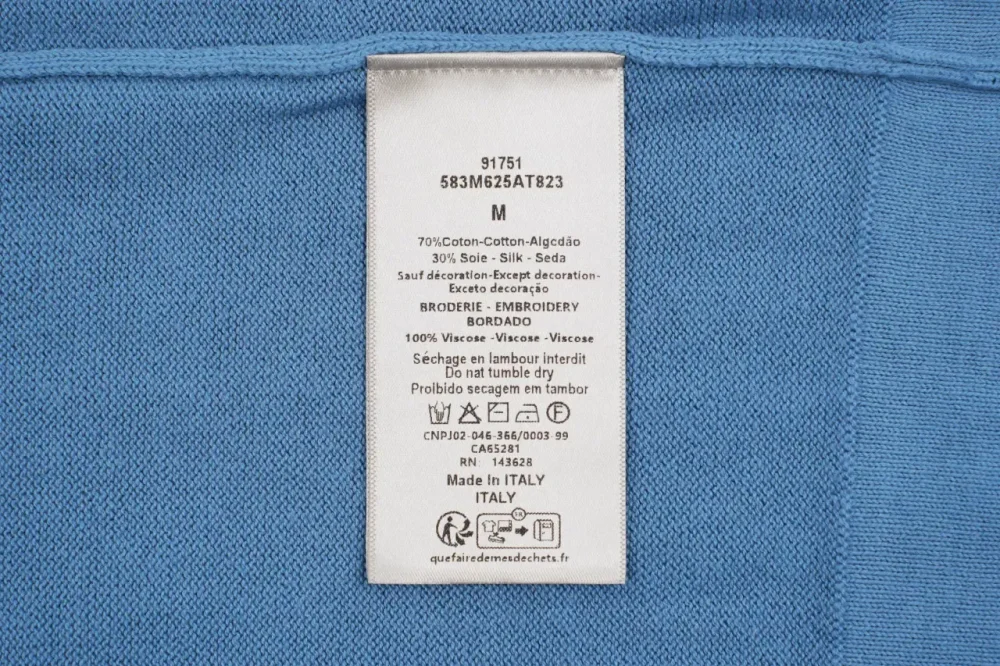 91751
583M625AT823
M
70%Coton-Cotton-Algcdão
30% Soie - Silk - Seda
Sauf décoration-Except decoration-
Exceto decoração
BRODERIE - EMBROIDERY
BORDADO
100% Viscose -Viscose -Viscose
Séchage en lambour interdit
Do nat tumble dry
Prolbido secagem em tambor
F
CNPJ02-046-366/0003-99
CA65281
RN: 143628
Made In ITALY
ITALY
FR
quefairedemesdechets.fr